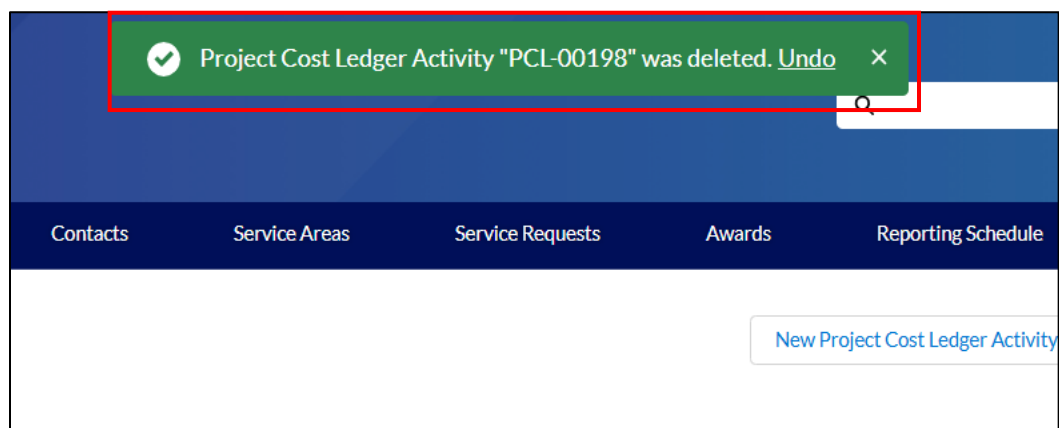 Project Cost Ledger Activity "PCL-00198" was deleted. Undo
Contacts Service Areas Service Requests Awards Reporting Schedule
New Project Cost Ledger Activity